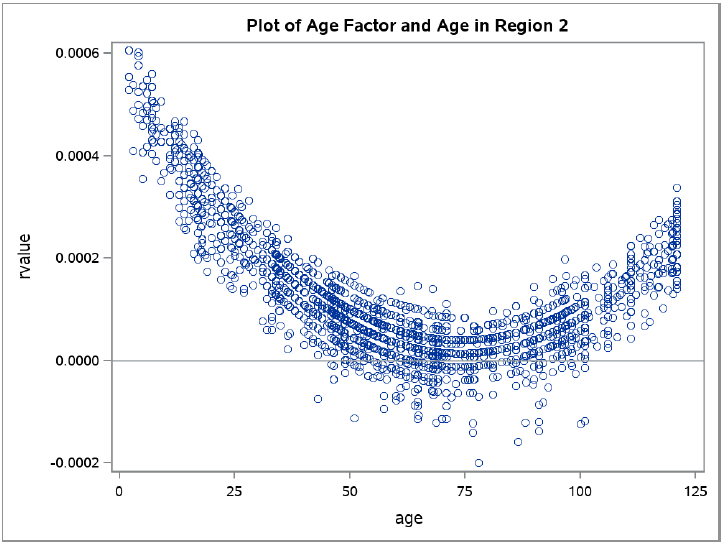 Plot of Age Factor and Age in Region 2
0.0006
0.0004
0.0002
0.0000
-0.0002
rvalue
0 25 50 75 100 125
age